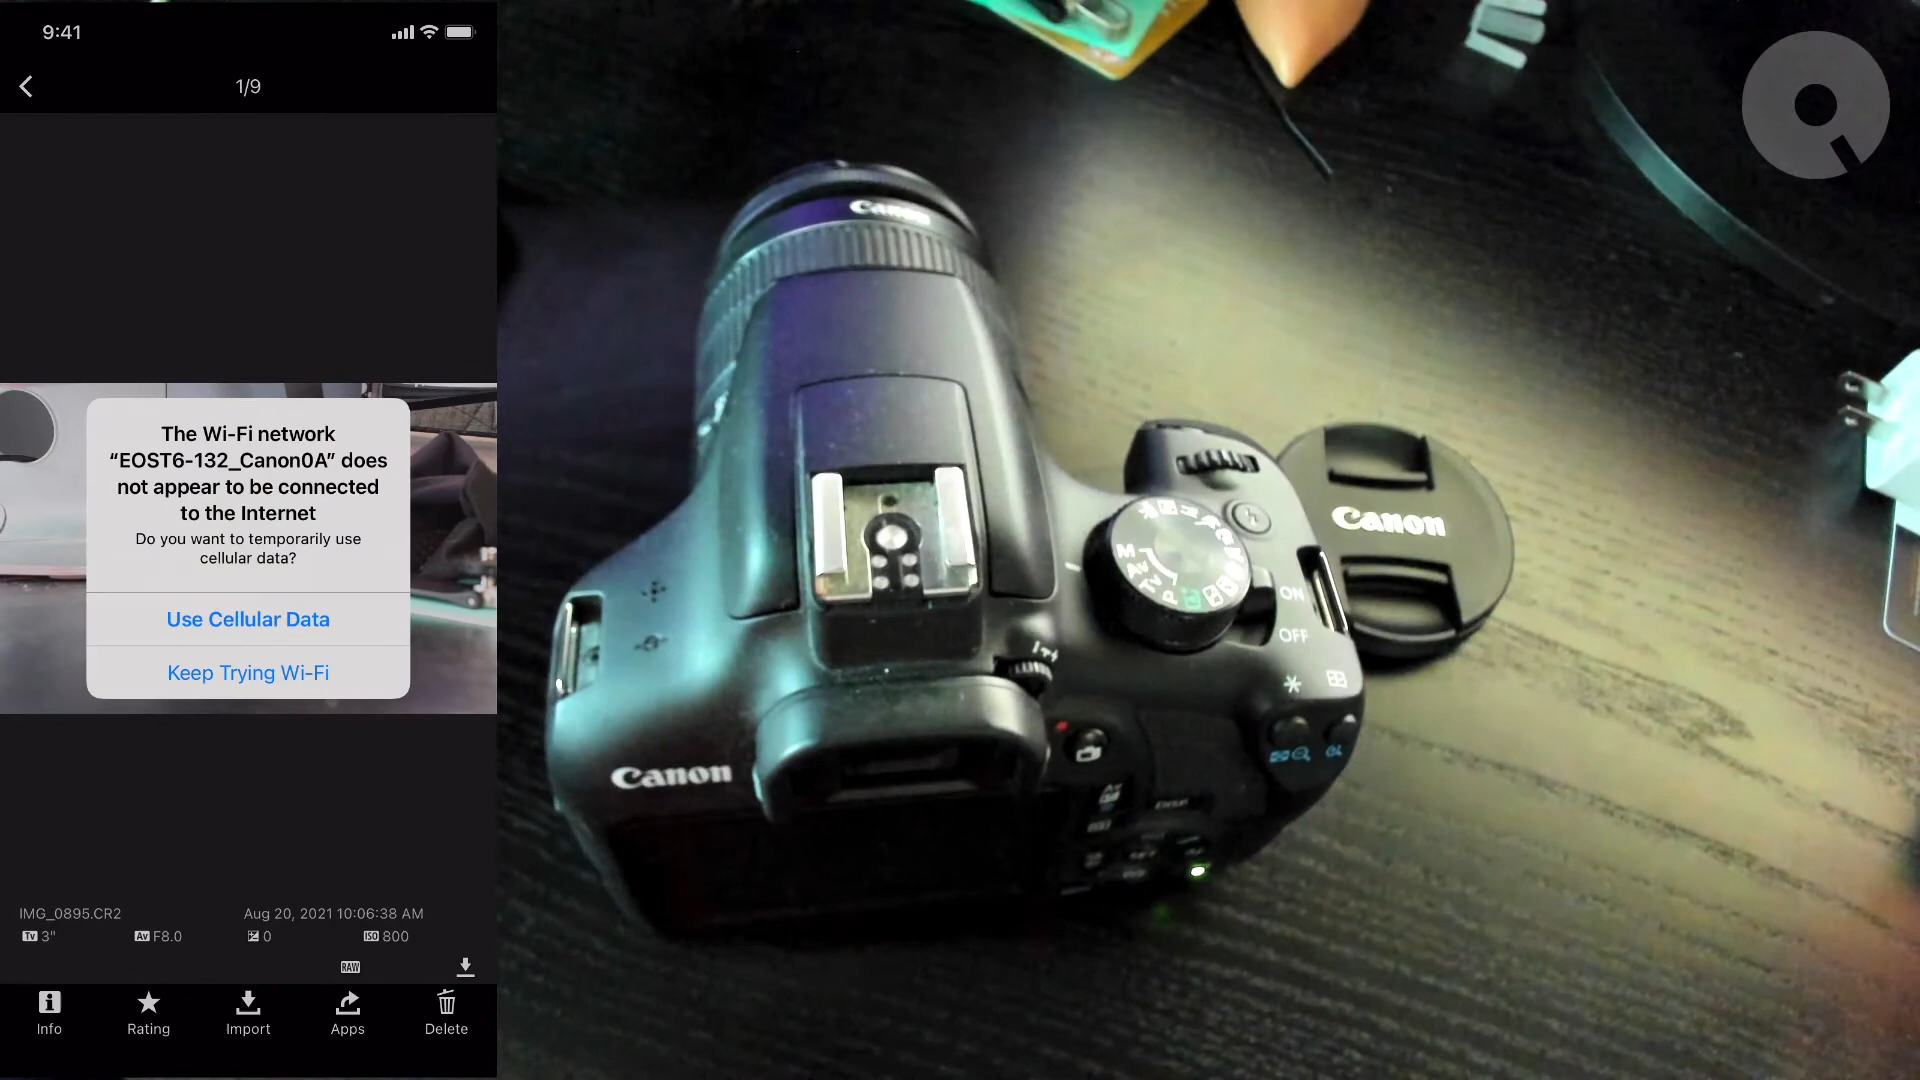 9:41
1/9
The Wi-Fi network
“EOST6-132_Canon0A” does
not appear to be connected
to the Internet
Do you want to temporarily use
cellular data?
Use Cellular Data
Keep Trying Wi-Fi
IMG_0895.CR2
Aug 20, 2021 10:06:38 AM
Tv 3"
Av F8.0
0
ISO 800
RAW
Info
Rating
Import
Apps
Delete
Canon
Canon
M
Av
Tv
P
ON
OFF
Canon